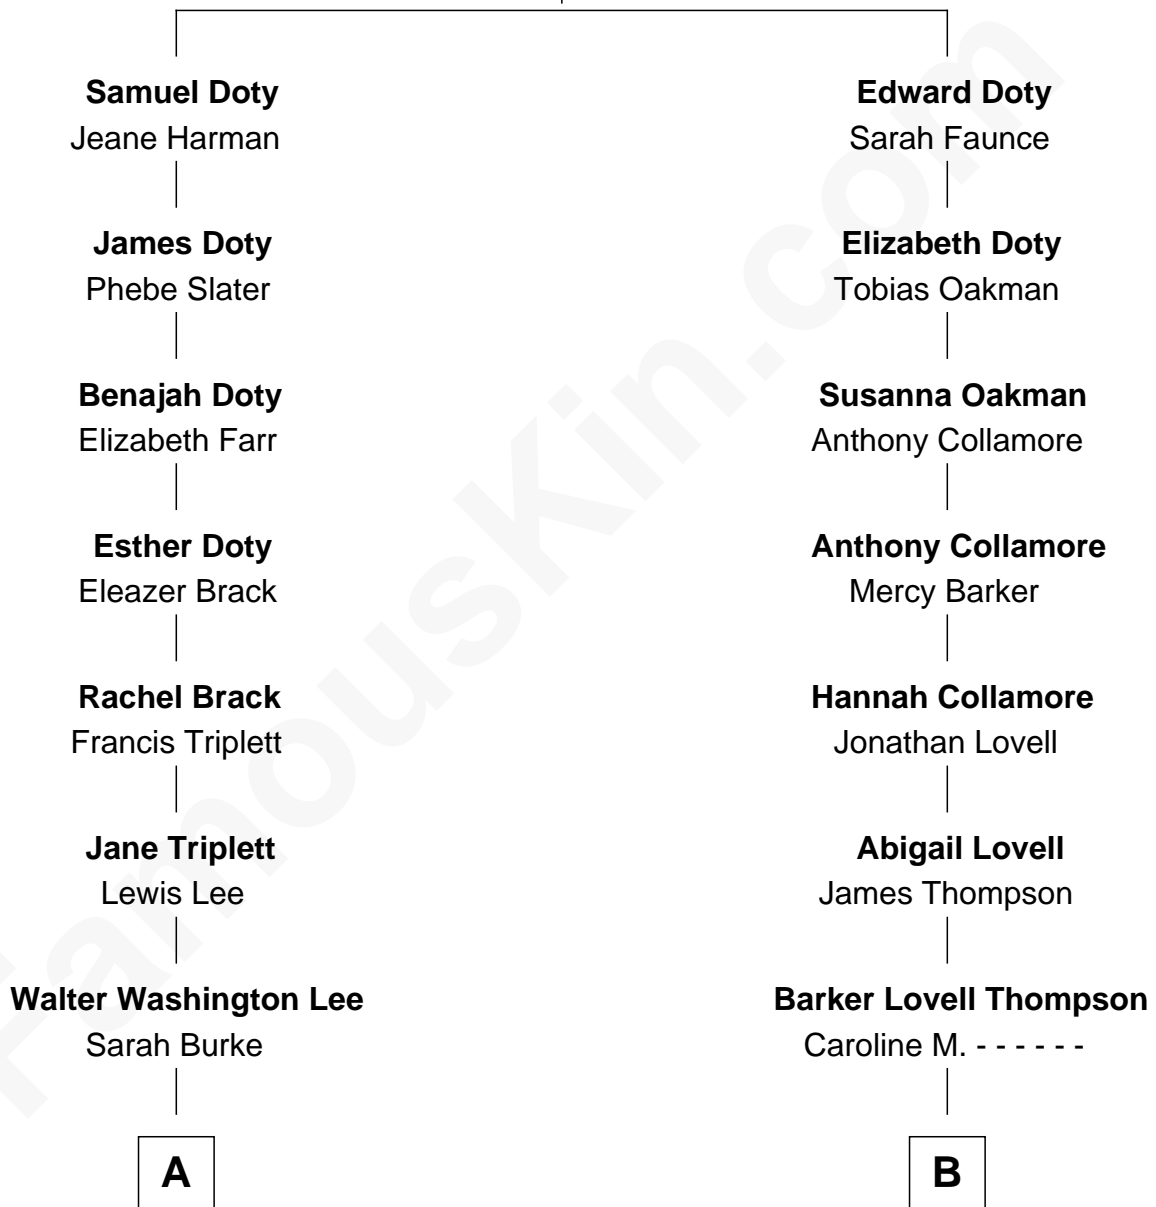 Samuel Doty
Jeane Harman
James Doty
Phebe Slater
Benajah Doty
Elizabeth Farr
Esther Doty
Eleazer Brack
Rachel Brack
Francis Triplett
Jane Triplett
Lewis Lee
Walter Washington Lee
Sarah Burke
A
Edward Doty
Sarah Faunce
Elizabeth Doty
Tobias Oakman
Susanna Oakman
Anthony Collamore
Anthony Collamore
Mercy Barker
Hannah Collamore
Jonathan Lovell
Abigail Lovell
James Thompson
Barker Lovell Thompson
Caroline M. - - - - - -
B
FamousKin.com